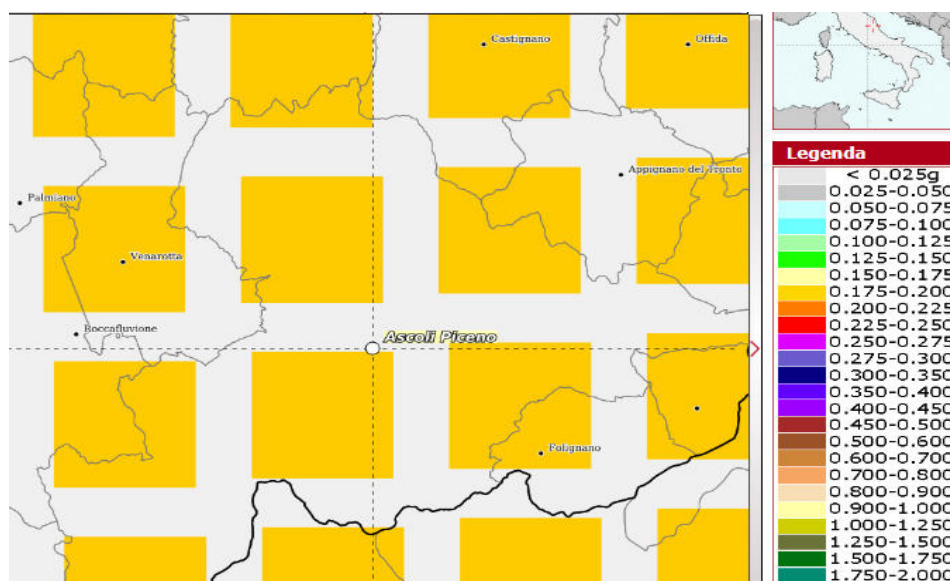 Castignano
Offida
Appignano del Tronto
Palmiano
Venarotta
Roccafluvione
Ascoli Piceno
Folignano
Legenda
< 0.025g
0.025-0.050
0.050-0.075
0.075-0.100
0.100-0.125
0.125-0.150
0.150-0.175
0.175-0.200
0.200-0.225
0.225-0.250
0.250-0.275
0.275-0.300
0.300-0.350
0.350-0.400
0.400-0.450
0.450-0.500
0.500-0.600
0.600-0.700
0.700-0.800
0.800-0.900
0.900-1.000
1.000-1.250
1.250-1.500
1.500-1.750
1.750-2.000